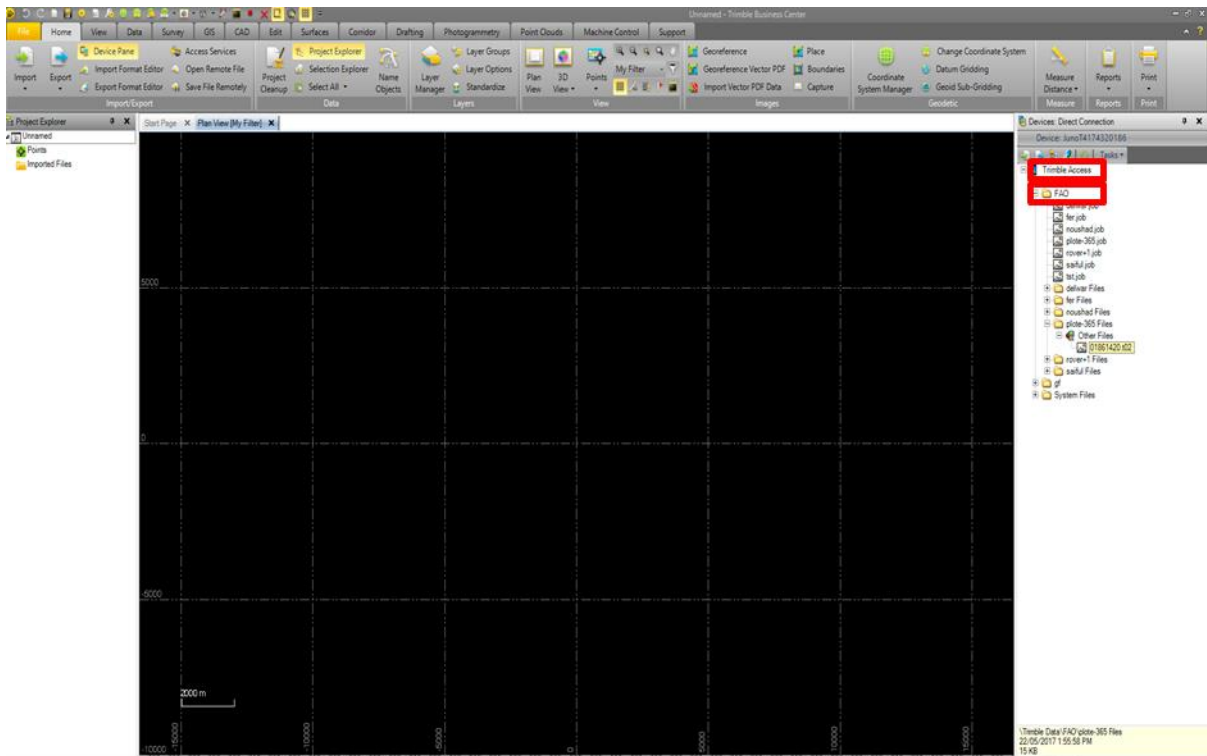 Unnamed - Trimble Business Center
File Home View Data Survey GIS CAD Edit Surfaces Corridor Drafting Photogrammetry Point Clouds Machine Control Support
Import
Export
Device Pane
Import Format Editor
Export Format Editor
Access Services
Open Remote File
Save File Remotely
Import/Export
Project Cleanup
Project Explorer
Selection Explorer
Select All
Name Objects
Data
Layer Manager
Layer Groups
Layer Options
Standardize
Layers
Plan View
3D View
Points
My Filter
View
Georeference
Georeference Vector PDF
Import Vector PDF Data
Place
Boundaries
Capture
Images
Coordinate System Manager
Change Coordinate System
Datum Gridding
Geoid Sub-Gridding
Geodetic
Measure Distance
Measure
Reports
Reports
Print
Print
Project Explorer
Unnamed
Points
Imported Files
Start Page
Plan View [My Filter]
5000
0
-5000
-10000
2000 m
-15000
-10000
-5000
0
5000
10000
15000
Devices: Direct Connection
Device: JunoT4174320186
Tasks
Trimble Access
FAO
delwar.job
fer.job
noushad.job
plote-365.job
rover+1.job
saiful.job
tst.job
delwar Files
fer Files
noushad Files
plote-365 Files
Other Files
01861420.t02
rover+1 Files
saiful Files
gf
System Files
\Trimble Data\FAO\plote-365 Files
22/05/2017 1:55:58 PM
15 KB